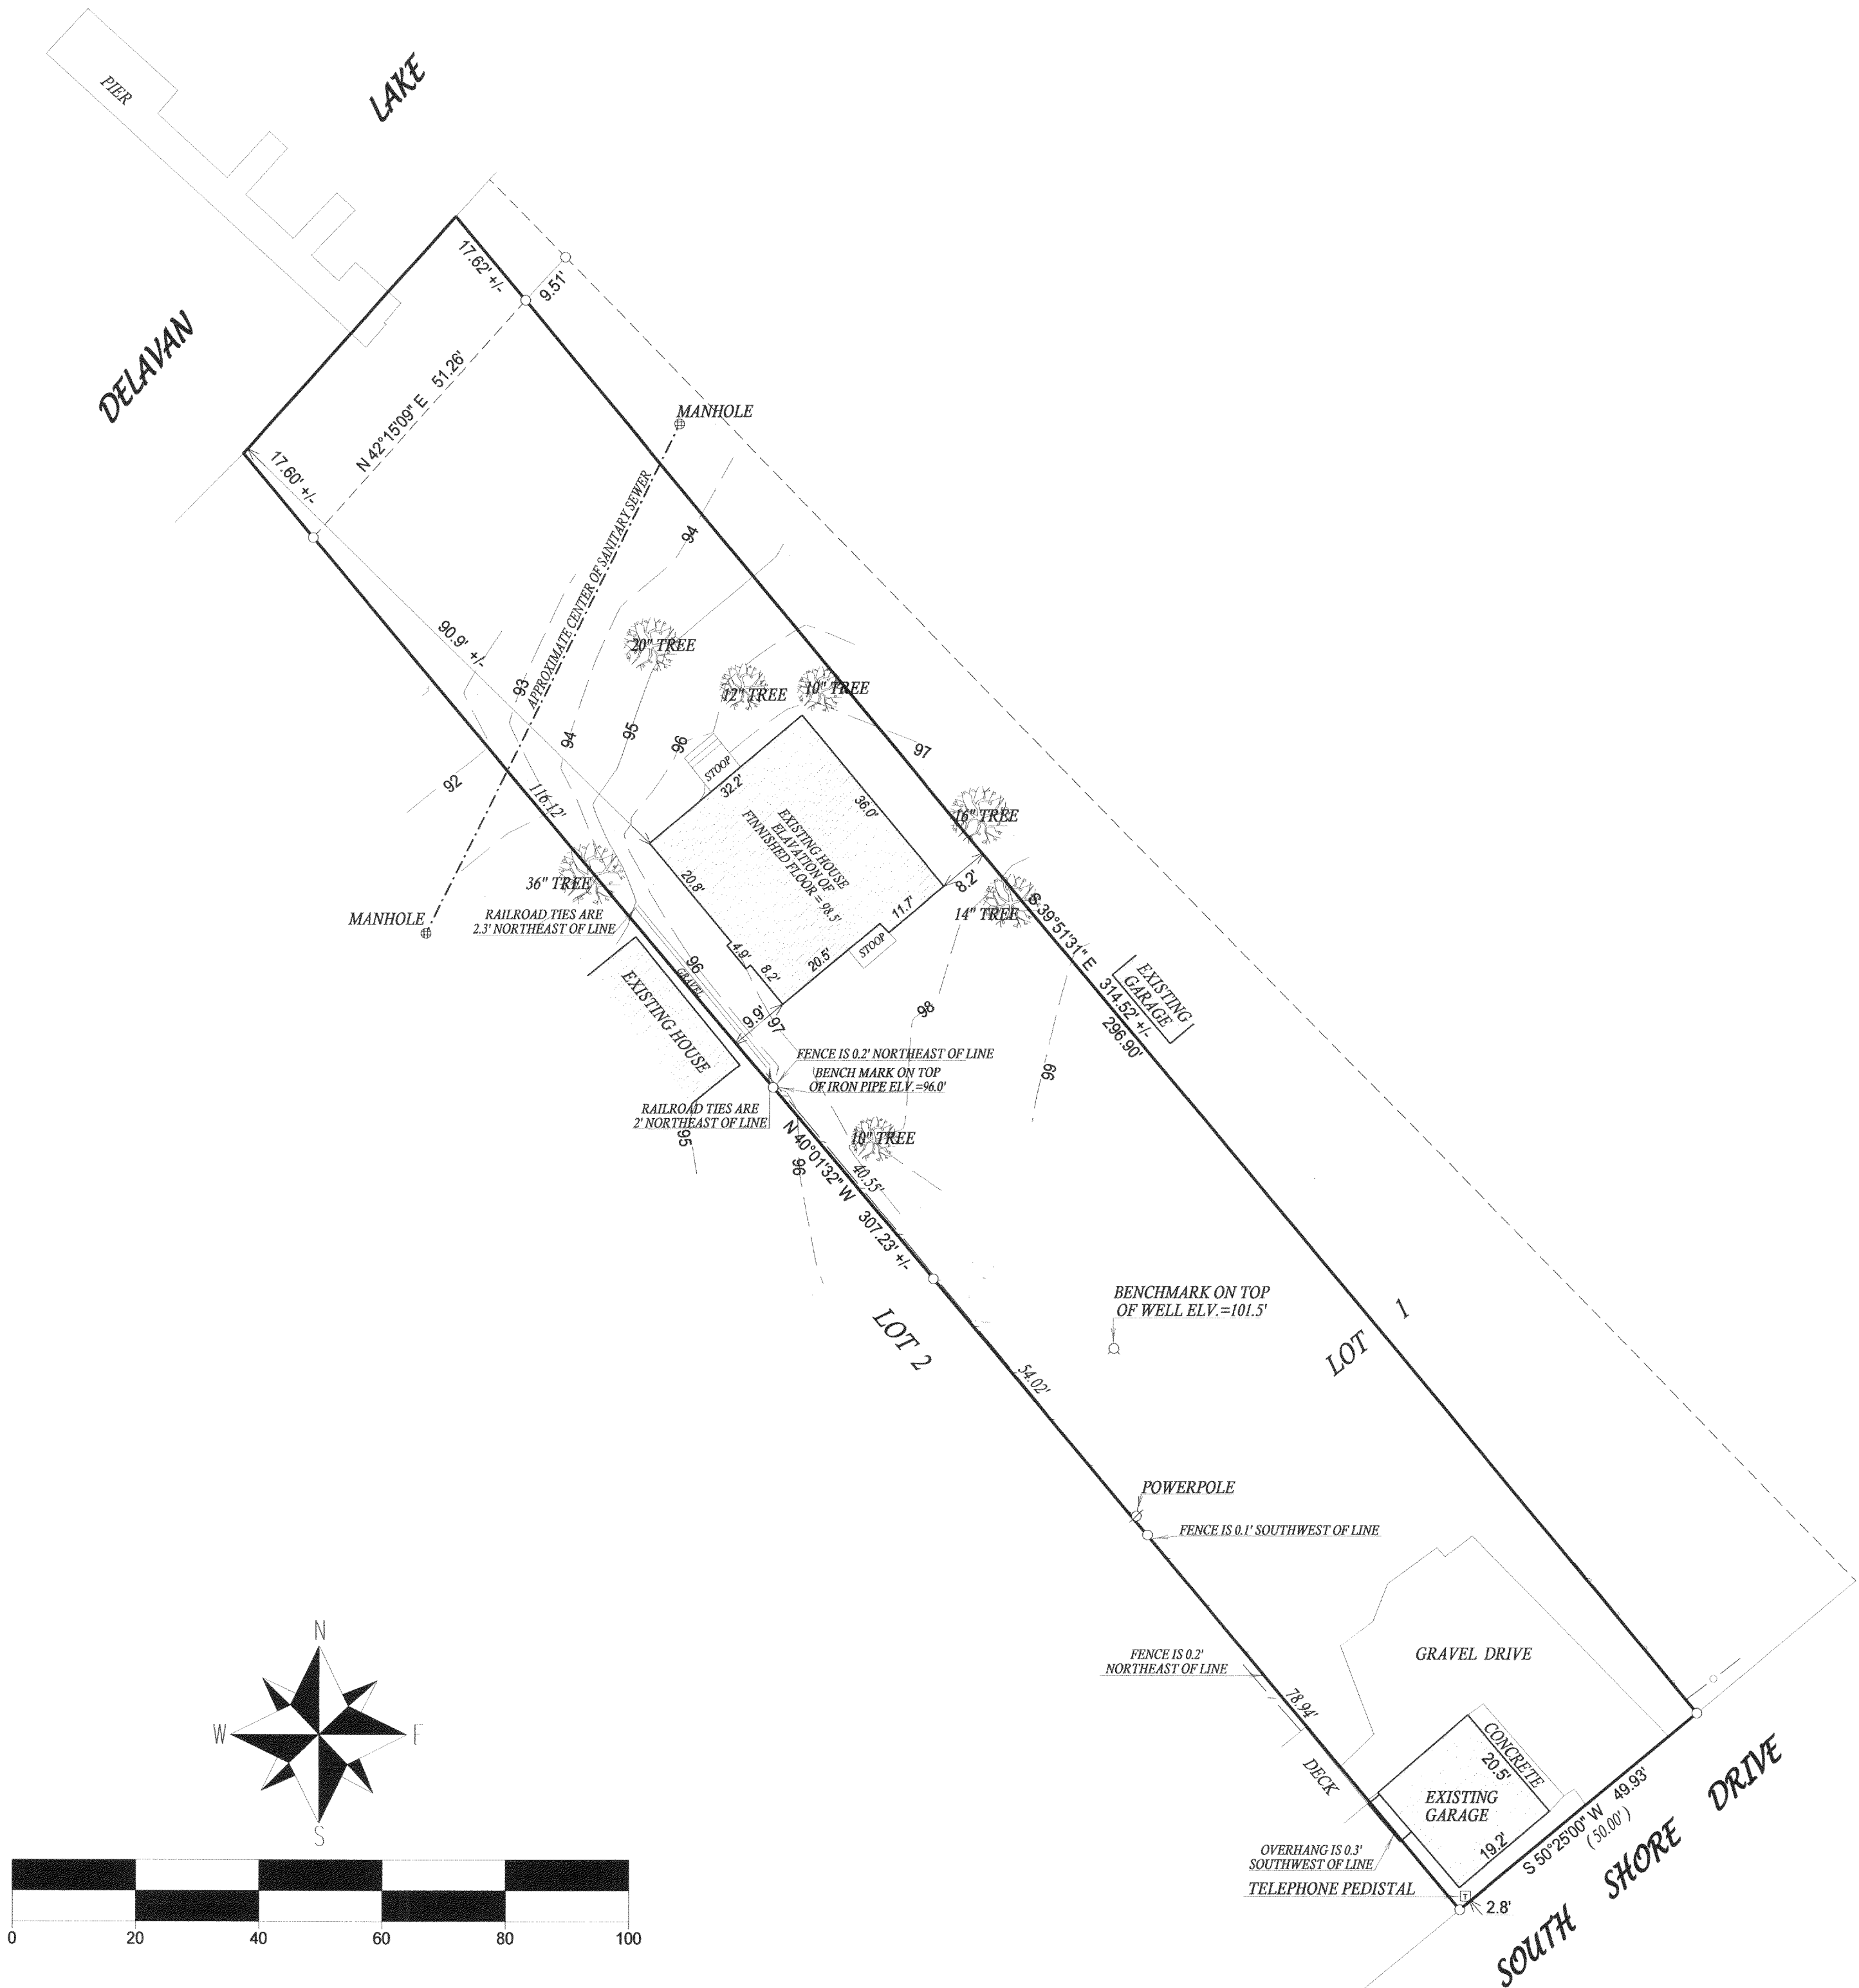 PIER
LAKE
DELAVAN
17.62' +/-
9.51'
N 42°15'09" E 51.26'
17.60' +/-
MANHOLE
APPROXIMATE CENTER OF SANITARY SEWER
94
90.9' +/-
20" TREE
12" TREE
10" TREE
93
94
95
96
97
92
116.12'
STOOP
32.2'
36.0'
EXISTING HOUSE
ELAVATION OF
FINNISHED FLOOR = 98.5'
16" TREE
20.8'
36" TREE
8.2'
11.7'
14" TREE
MANHOLE
RAILROAD TIES ARE
2.3' NORTHEAST OF LINE
4.9'
8.2'
20.5'
STOOP
S 39°51'31" E 314.52' +/-
296.90'
EXISTING
GARAGE
96
GRAVEL
EXISTING HOUSE
9.9'
97
98
99
FENCE IS 0.2' NORTHEAST OF LINE
BENCH MARK ON TOP
OF IRON PIPE ELV.=96.0'
RAILROAD TIES ARE
2' NORTHEAST OF LINE
95
96
10" TREE
N 40°01'32" W 307.23' +/-
40.55'
BENCHMARK ON TOP
OF WELL ELV.=101.5'
LOT 2
LOT 1
54.02'
POWERPOLE
FENCE IS 0.1' SOUTHWEST OF LINE
FENCE IS 0.2'
NORTHEAST OF LINE
GRAVEL DRIVE
78.94'
DECK
CONCRETE
20.5'
EXISTING
GARAGE
19.2'
OVERHANG IS 0.3'
SOUTHWEST OF LINE
TELEPHONE PEDISTAL
T
2.8'
S 50°25'00" W 49.93'
(50.00')
SOUTH SHORE DRIVE
N
W
E
S
0 20 40 60 80 100